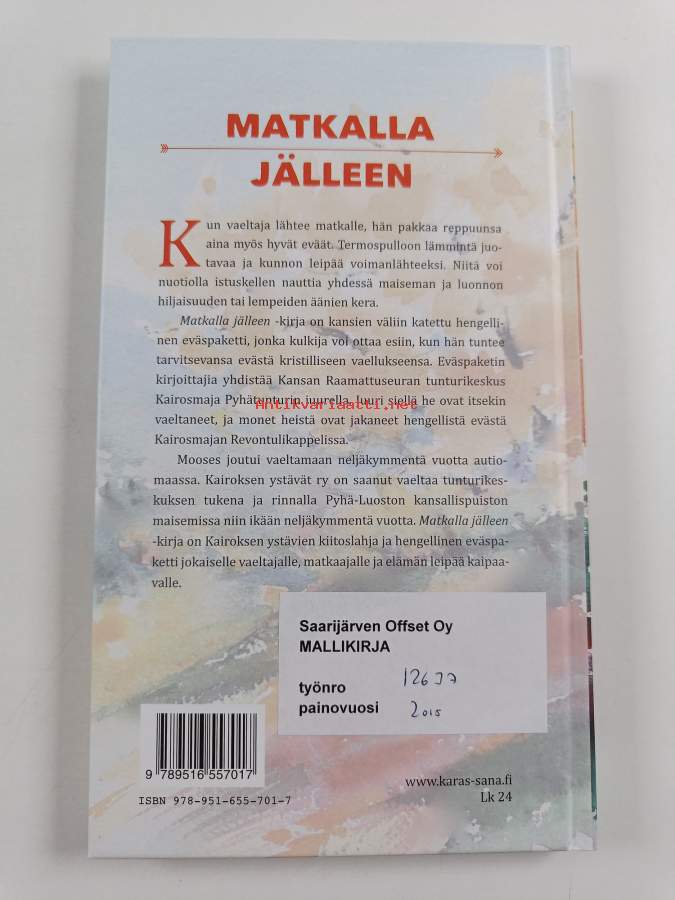 MATKALLA
JÄLLEEN
Kun vaeltaja lähtee matkalle, hän pakkaa reppuunsa
aina myös hyvät eväät. Termospulloon lämmintä juo-
tavaa ja kunnon leipää voimanlähteeksi. Niitä voi
nuotiolla istuskellen nauttia yhdessä maiseman ja luonnon
hiljaisuuden tai lempeiden äänien kera.
Matkalla jälleen -kirja on kansien väliin katettu hengelli-
nen eväspaketti, jonka kulkija voi ottaa esiin, kun hän tuntee
tarvitsevansa evästä kristilliseen vaellukseensa. Eväspaketin
kirjoittajia yhdistää Kansan Raamattuseuran tunturikeskus
Kairosmaja Pyhätunturin juurella, juuri siellä he ovat itsekin
Antikvariaatti.net
vaeltaneet, ja monet heistä ovat jakaneet hengellistä evästä
Kairosmajan Revontulikappelissa.
Mooses joutui vaeltamaan neljäkymmentä vuotta autio-
maassa. Kairoksen ystävät ry on saanut vaeltaa tunturikes-
kuksen tukena ja rinnalla Pyhä-Luoston kansallispuiston
maisemissa niin ikään neljäkymmentä vuotta. Matkalla jälleen
-kirja on Kairoksen ystävien kiitoslahja ja hengellinen eväspa-
ketti jokaiselle vaeltajalle, matkaajalle ja elämän leipää kaipaa-
valle.
Saarijärven Offset Oy
MALLIKIRJA
työnro 12637
painovuosi 2015
9 789516 557017
ISBN 978-951-655-701-7
www.karas-sana.fi
Lk 24